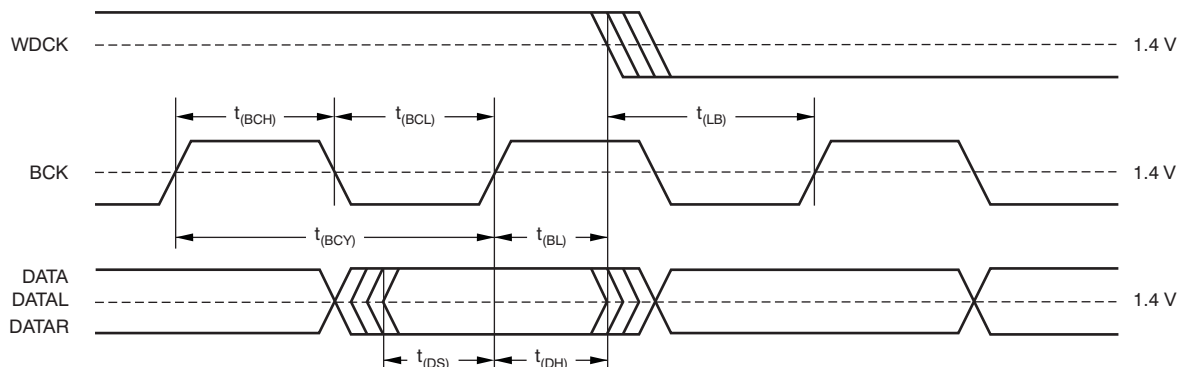 WDCK
1.4 V
t(BCH)
t(BCL)
t(LB)
BCK
1.4 V
t(BCY)
t(BL)
DATA
DATAL
1.4 V
DATAR
t(DS)
t(DH)